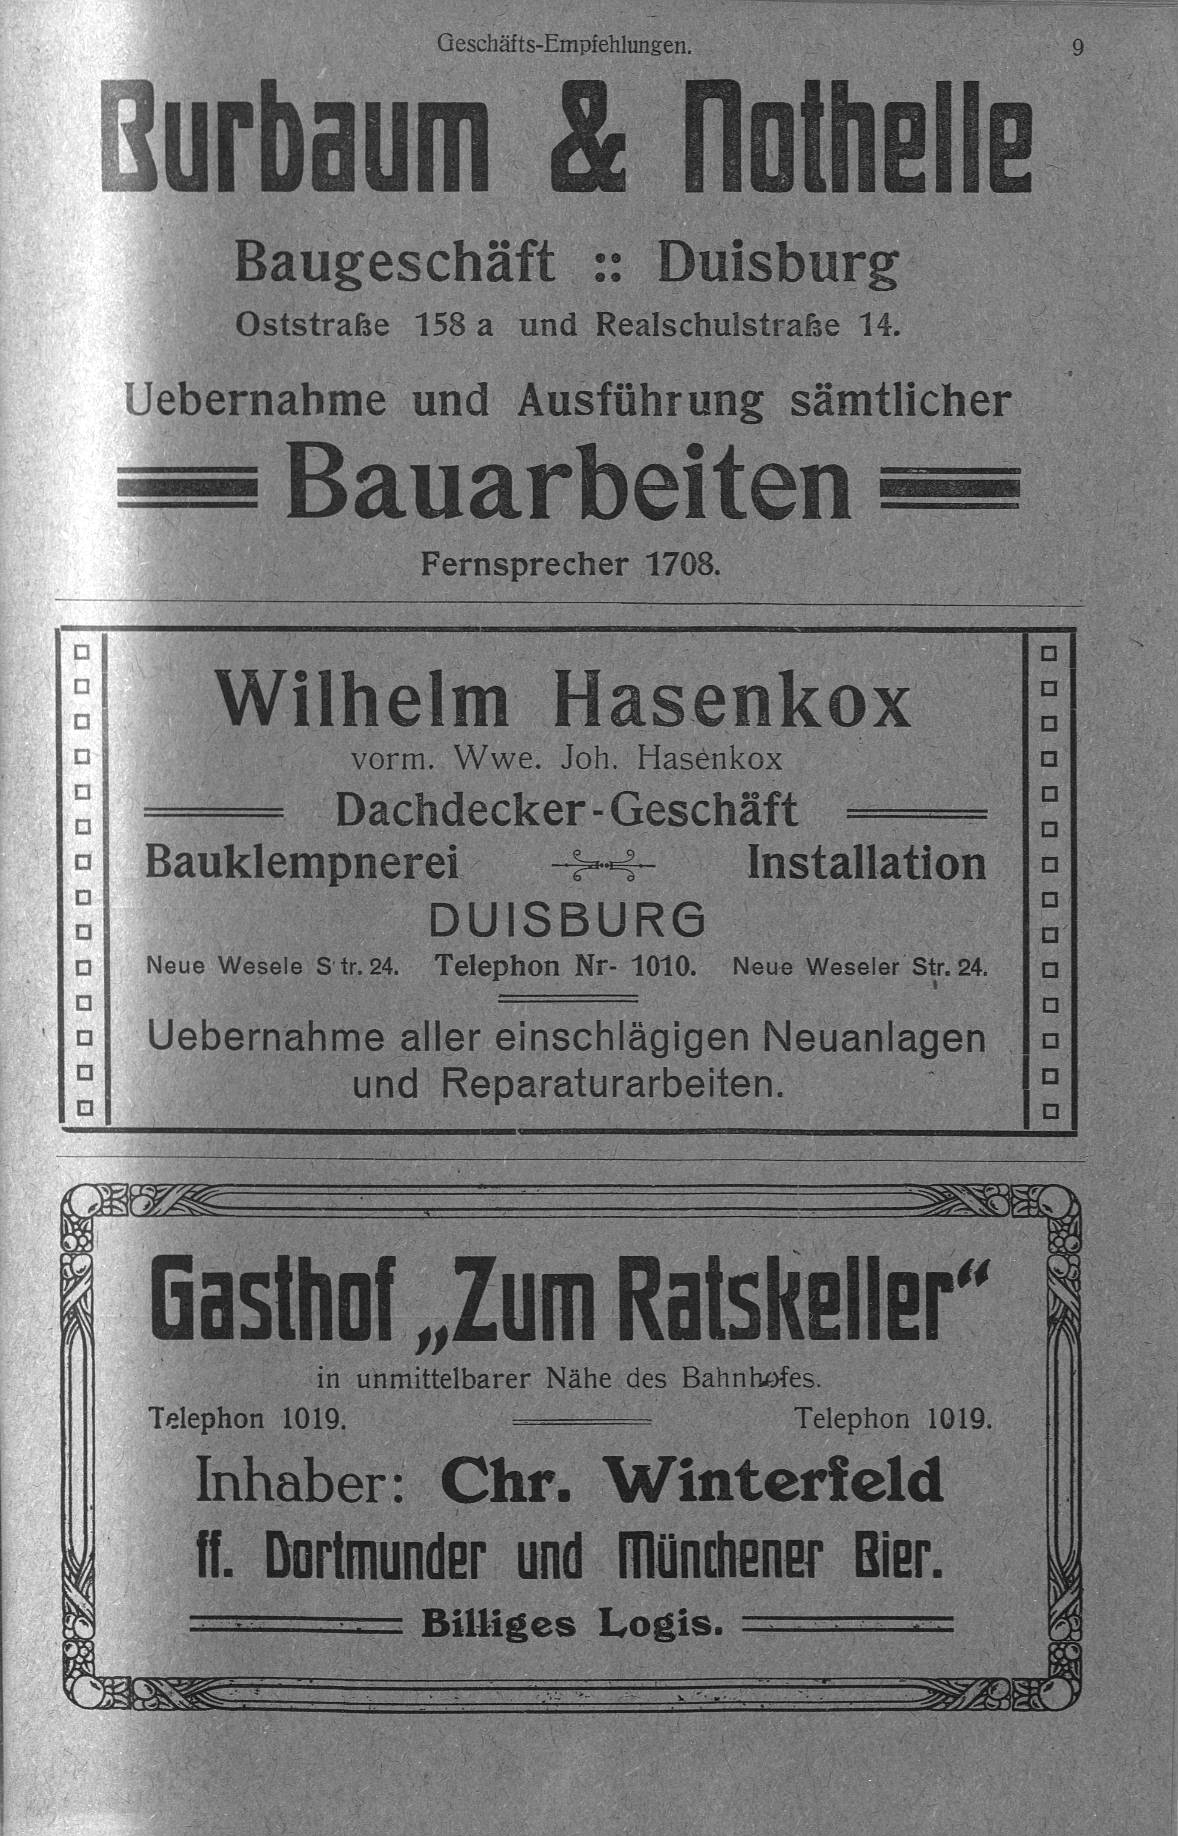 Geschäfts-Empfehlungen. 9
Burbaum & Nothelle
Baugeschäft :: Duisburg
Oststraße 158 a und Realschulstraße 14.
Uebernahme und Ausführung sämtlicher
Bauarbeiten
Fernsprecher 1708.
Wilhelm Hasenkox
vorm. Wwe. Joh. Hasenkox
Dachdecker-Geschäft
Bauklempnerei Installation
DUISBURG
Neue Wesele S tr. 24. Telephon Nr- 1010. Neue Weseler Str. 24.
Uebernahme aller einschlägigen Neuanlagen
und Reparaturarbeiten.
Gasthof „Zum Ratskeller“
in unmittelbarer Nähe des Bahnhofes.
Telephon 1019. Telephon 1019.
Inhaber: Chr. Winterfeld
ff. Dortmunder und Münchener Bier.
Billiges Logis.